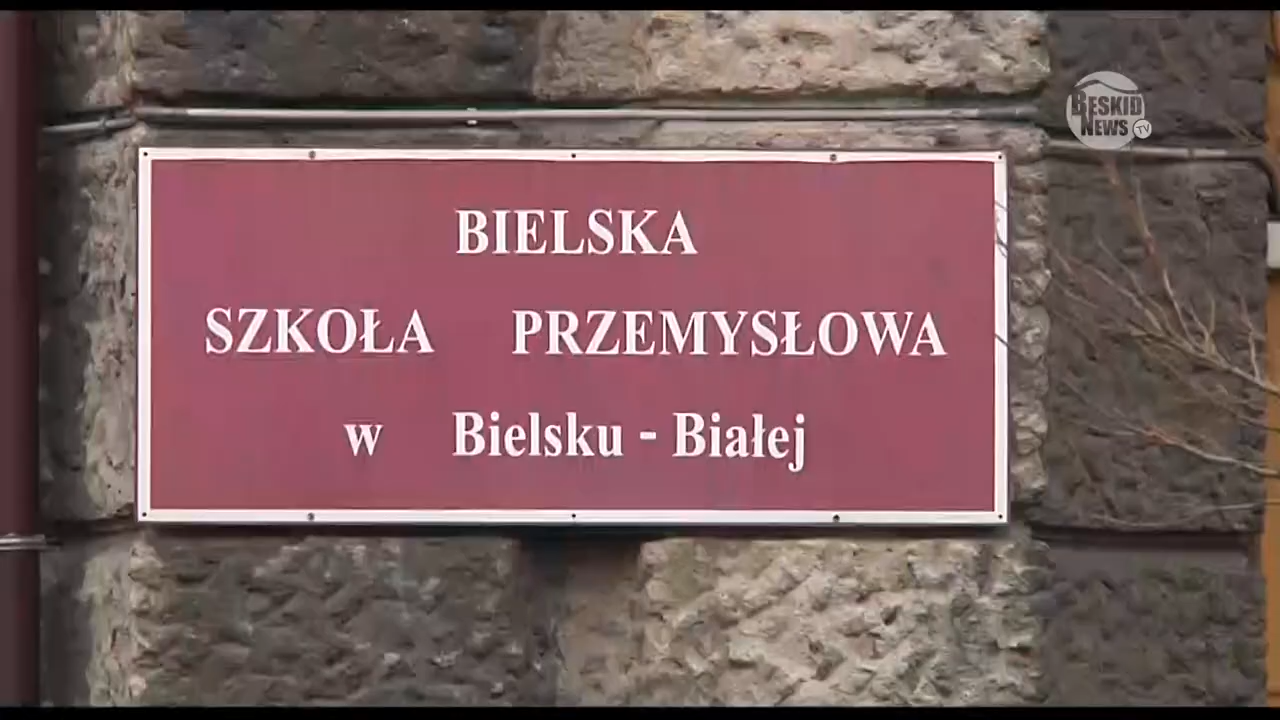 BESKID
NEWS TV
BIELSKA
SZKOŁA PRZEMYSŁOWA
w Bielsku - Białej